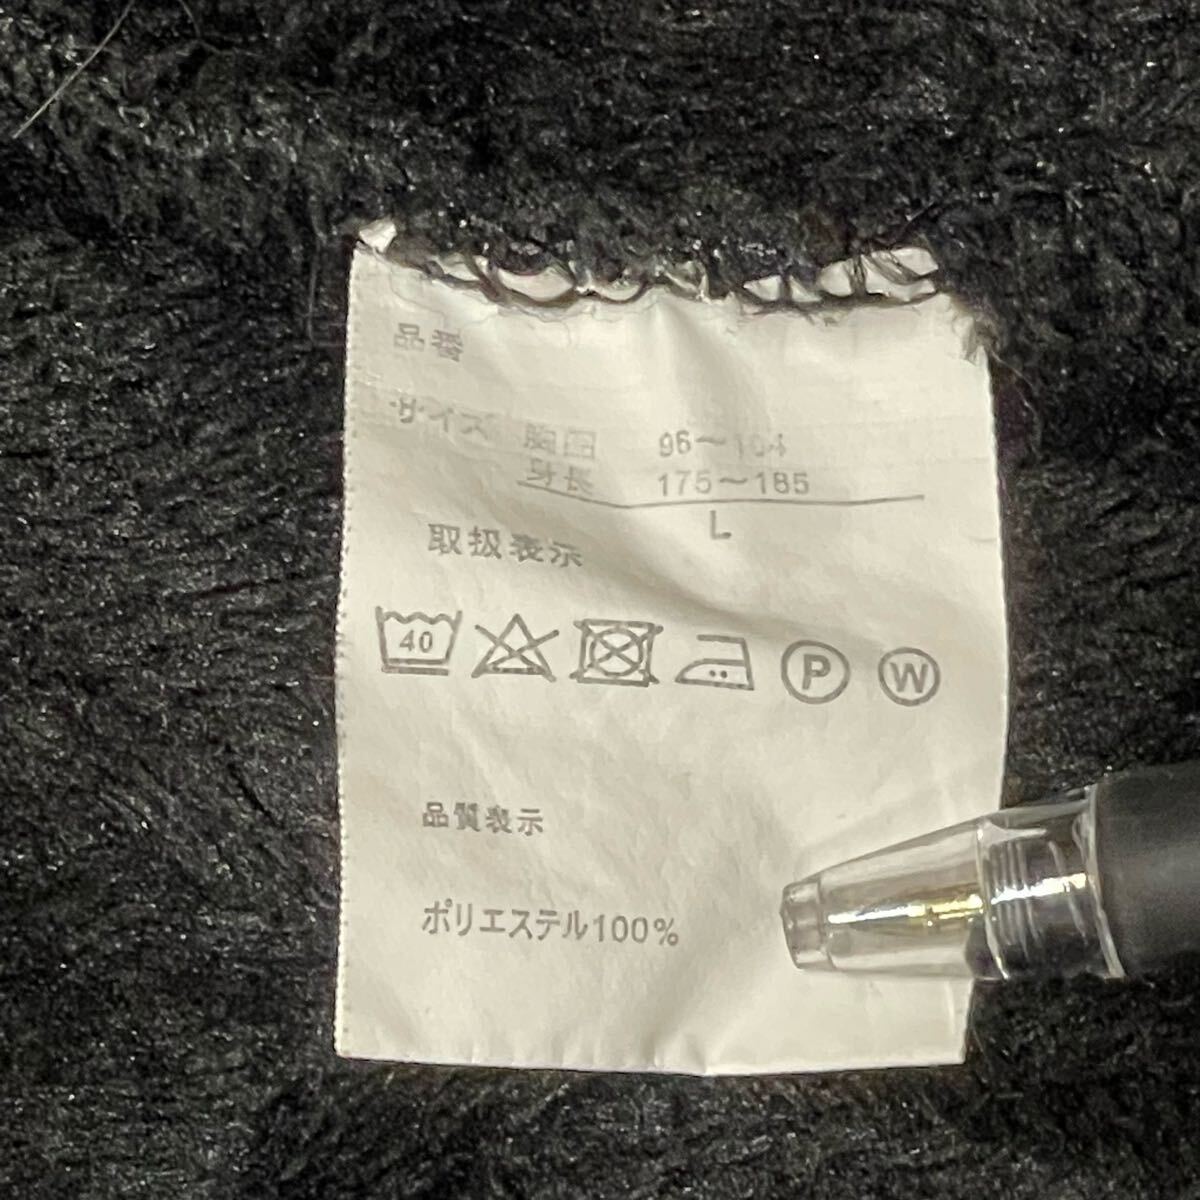 品番
サイズ 胸囲 96～104
身長 175～185
L
取扱表示
40 P W
品質表示
ポリエステル100%